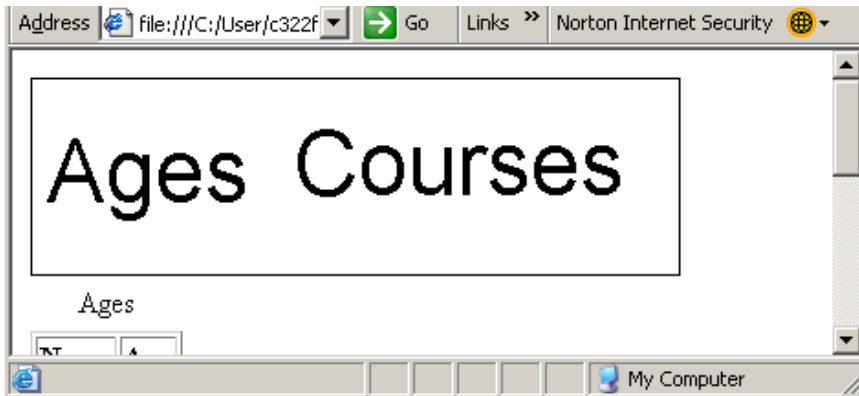 Address file:///C:/User/c322f Go Links » Norton Internet Security
Ages Courses
Ages
My Computer